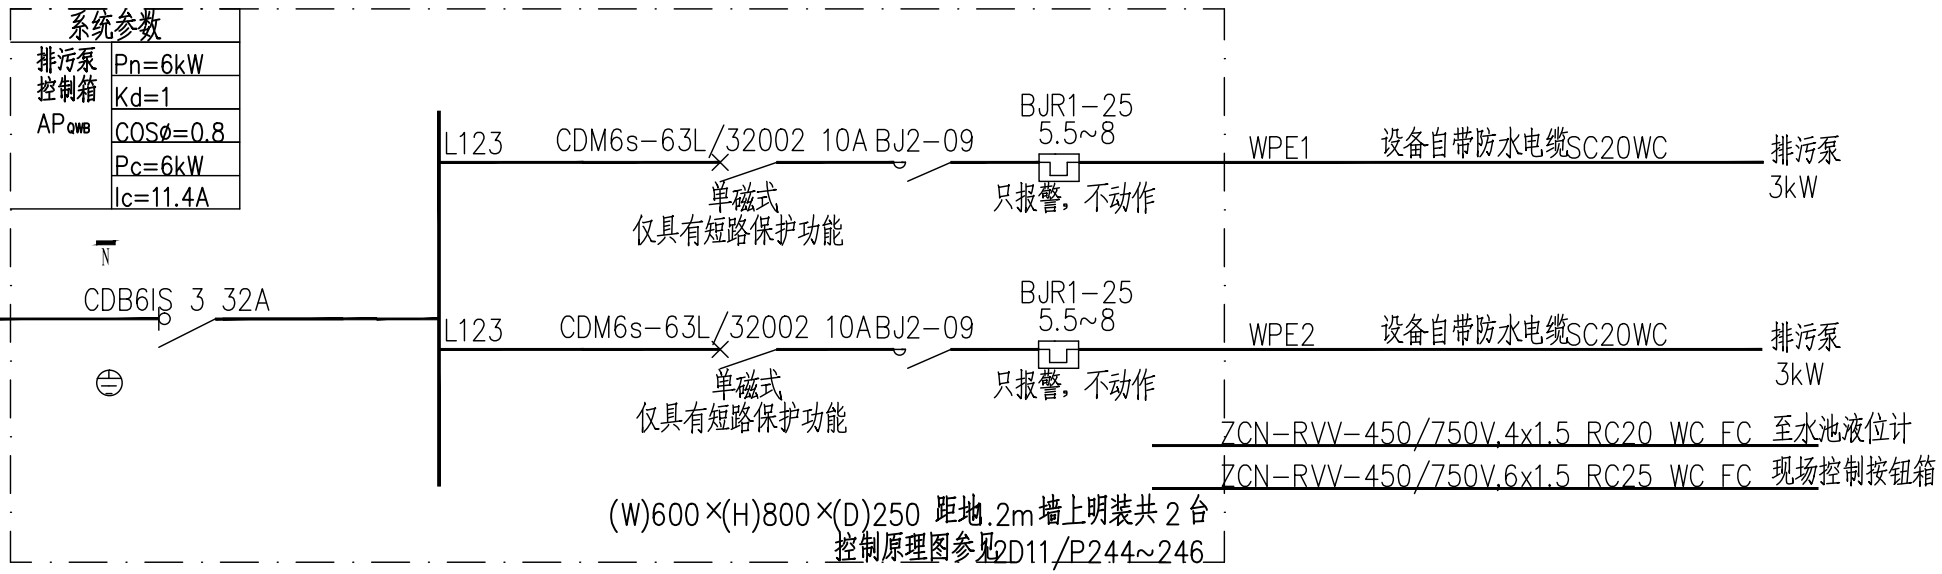 系统参数
排污泵
控制箱
APQWB
Pn=6kW
Kd=1
COSø=0.8
Pc=6kW
Ic=11.4A
N
CDB6IS 3 32A
L123
CDM6s-63L/32002 10A
BJ2-09
BJR1-25
5.5~8
单磁式
仅具有短路保护功能
只报警，不动作
WPE1
设备自带防水电缆SC20WC
排污泵
3kW
L123
CDM6s-63L/32002 10A
BJ2-09
BJR1-25
5.5~8
单磁式
仅具有短路保护功能
只报警，不动作
WPE2
设备自带防水电缆SC20WC
排污泵
3kW
ZCN-RVV-450/750V,4x1.5 RC20 WC FC 至水池液位计
ZCN-RVV-450/750V,6x1.5 RC25 WC FC 现场控制按钮箱
(W)600×(H)800×(D)250 距地1.2m墙上明装共2台
控制原理图参见12D11/P244~246